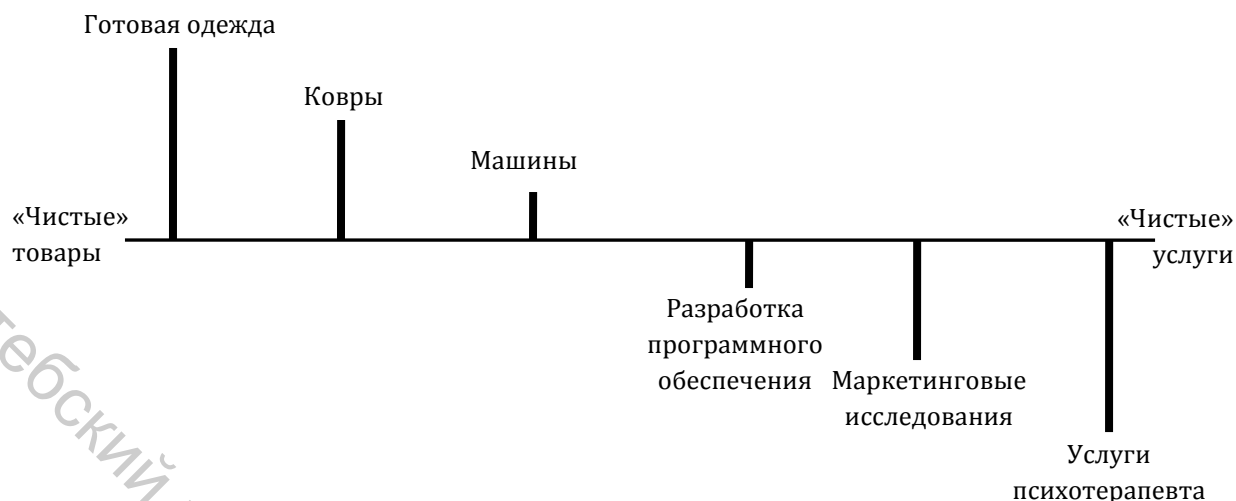 Готовая одежда
Ковры
Машины
«Чистые»
товары
«Чистые»
услуги
Разработка
программного
обеспечения
Маркетинговые
исследования
Услуги
психотерапевта